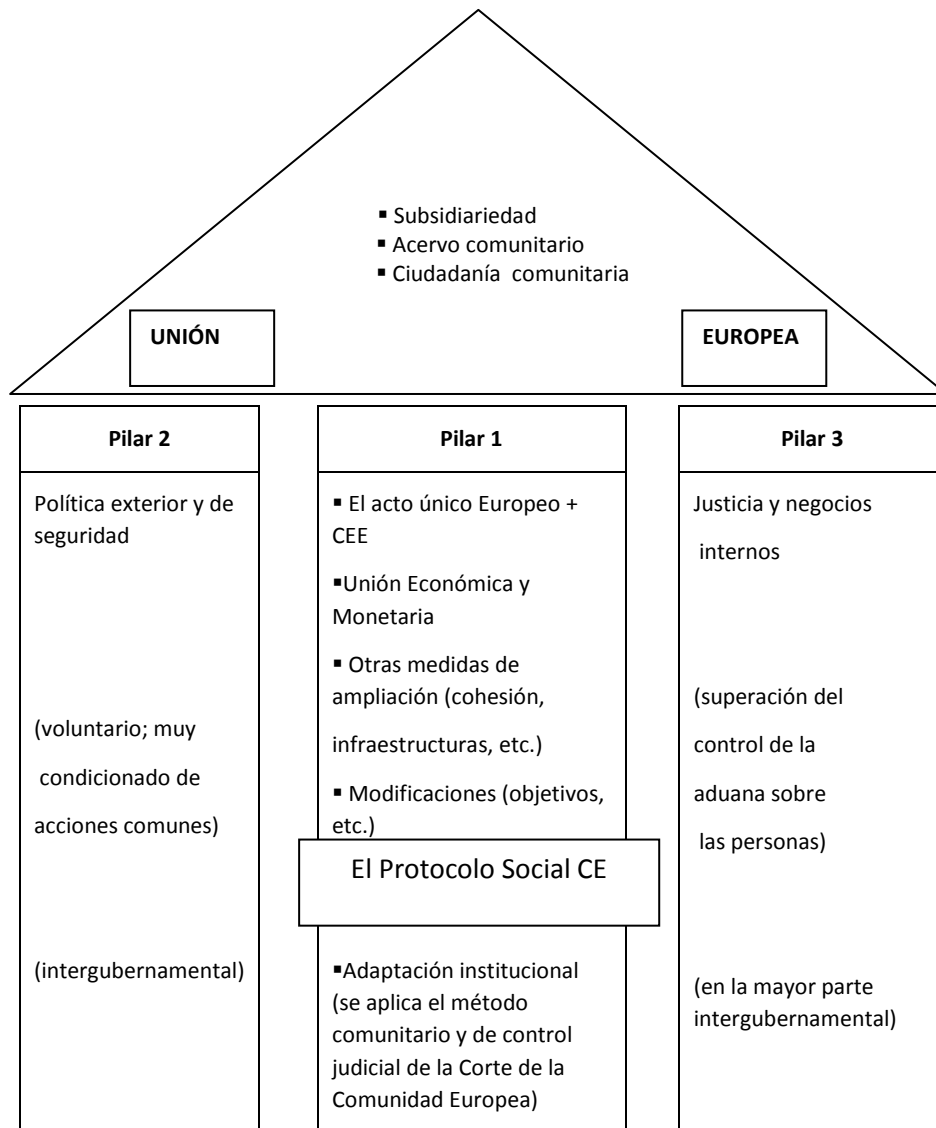 ▪ Subsidiariedad
▪ Acervo comunitario
▪ Ciudadanía  comunitaria
UNIÓN
EUROPEA
Pilar 2
Política exterior y de
seguridad
(voluntario; muy
condicionado de
acciones comunes)
(intergubernamental)
Pilar 1
▪ El acto único Europeo +
CEE
▪Unión Económica y
Monetaria
▪ Otras medidas de
ampliación (cohesión,
infraestructuras, etc.)
▪ Modificaciones (objetivos,
etc.)
El Protocolo Social CE
▪Adaptación institucional
(se aplica el método
comunitario y de control
judicial de la Corte de la
Comunidad Europea)
Pilar 3
Justicia y negocios
internos
(superación del
control de la
aduana sobre
las personas)
(en la mayor parte
intergubernamental)